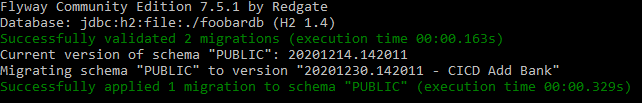 Flyway Community Edition 7.5.1 by Redgate
Database: jdbc:h2:file:./foobardb (H2 1.4)
Successfully validated 2 migrations (execution time 00:00.163s)
Current version of schema "PUBLIC": 20201214.142011
Migrating schema "PUBLIC" to version "20201230.142011 - CICD Add Bank"
Successfully applied 1 migration to schema "PUBLIC" (execution time 00:00.329s)